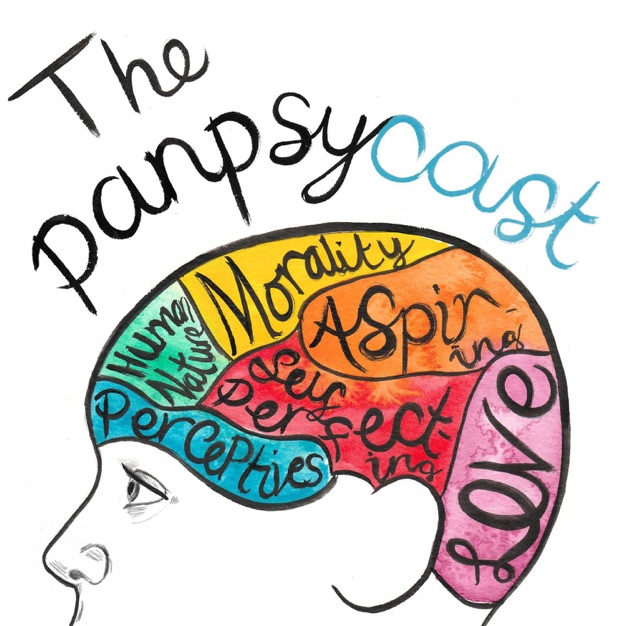 The
panpsycast
Morality
Aspir-
ing
Human
Nature
Self
Perfect-
ing
Love
Perceptives